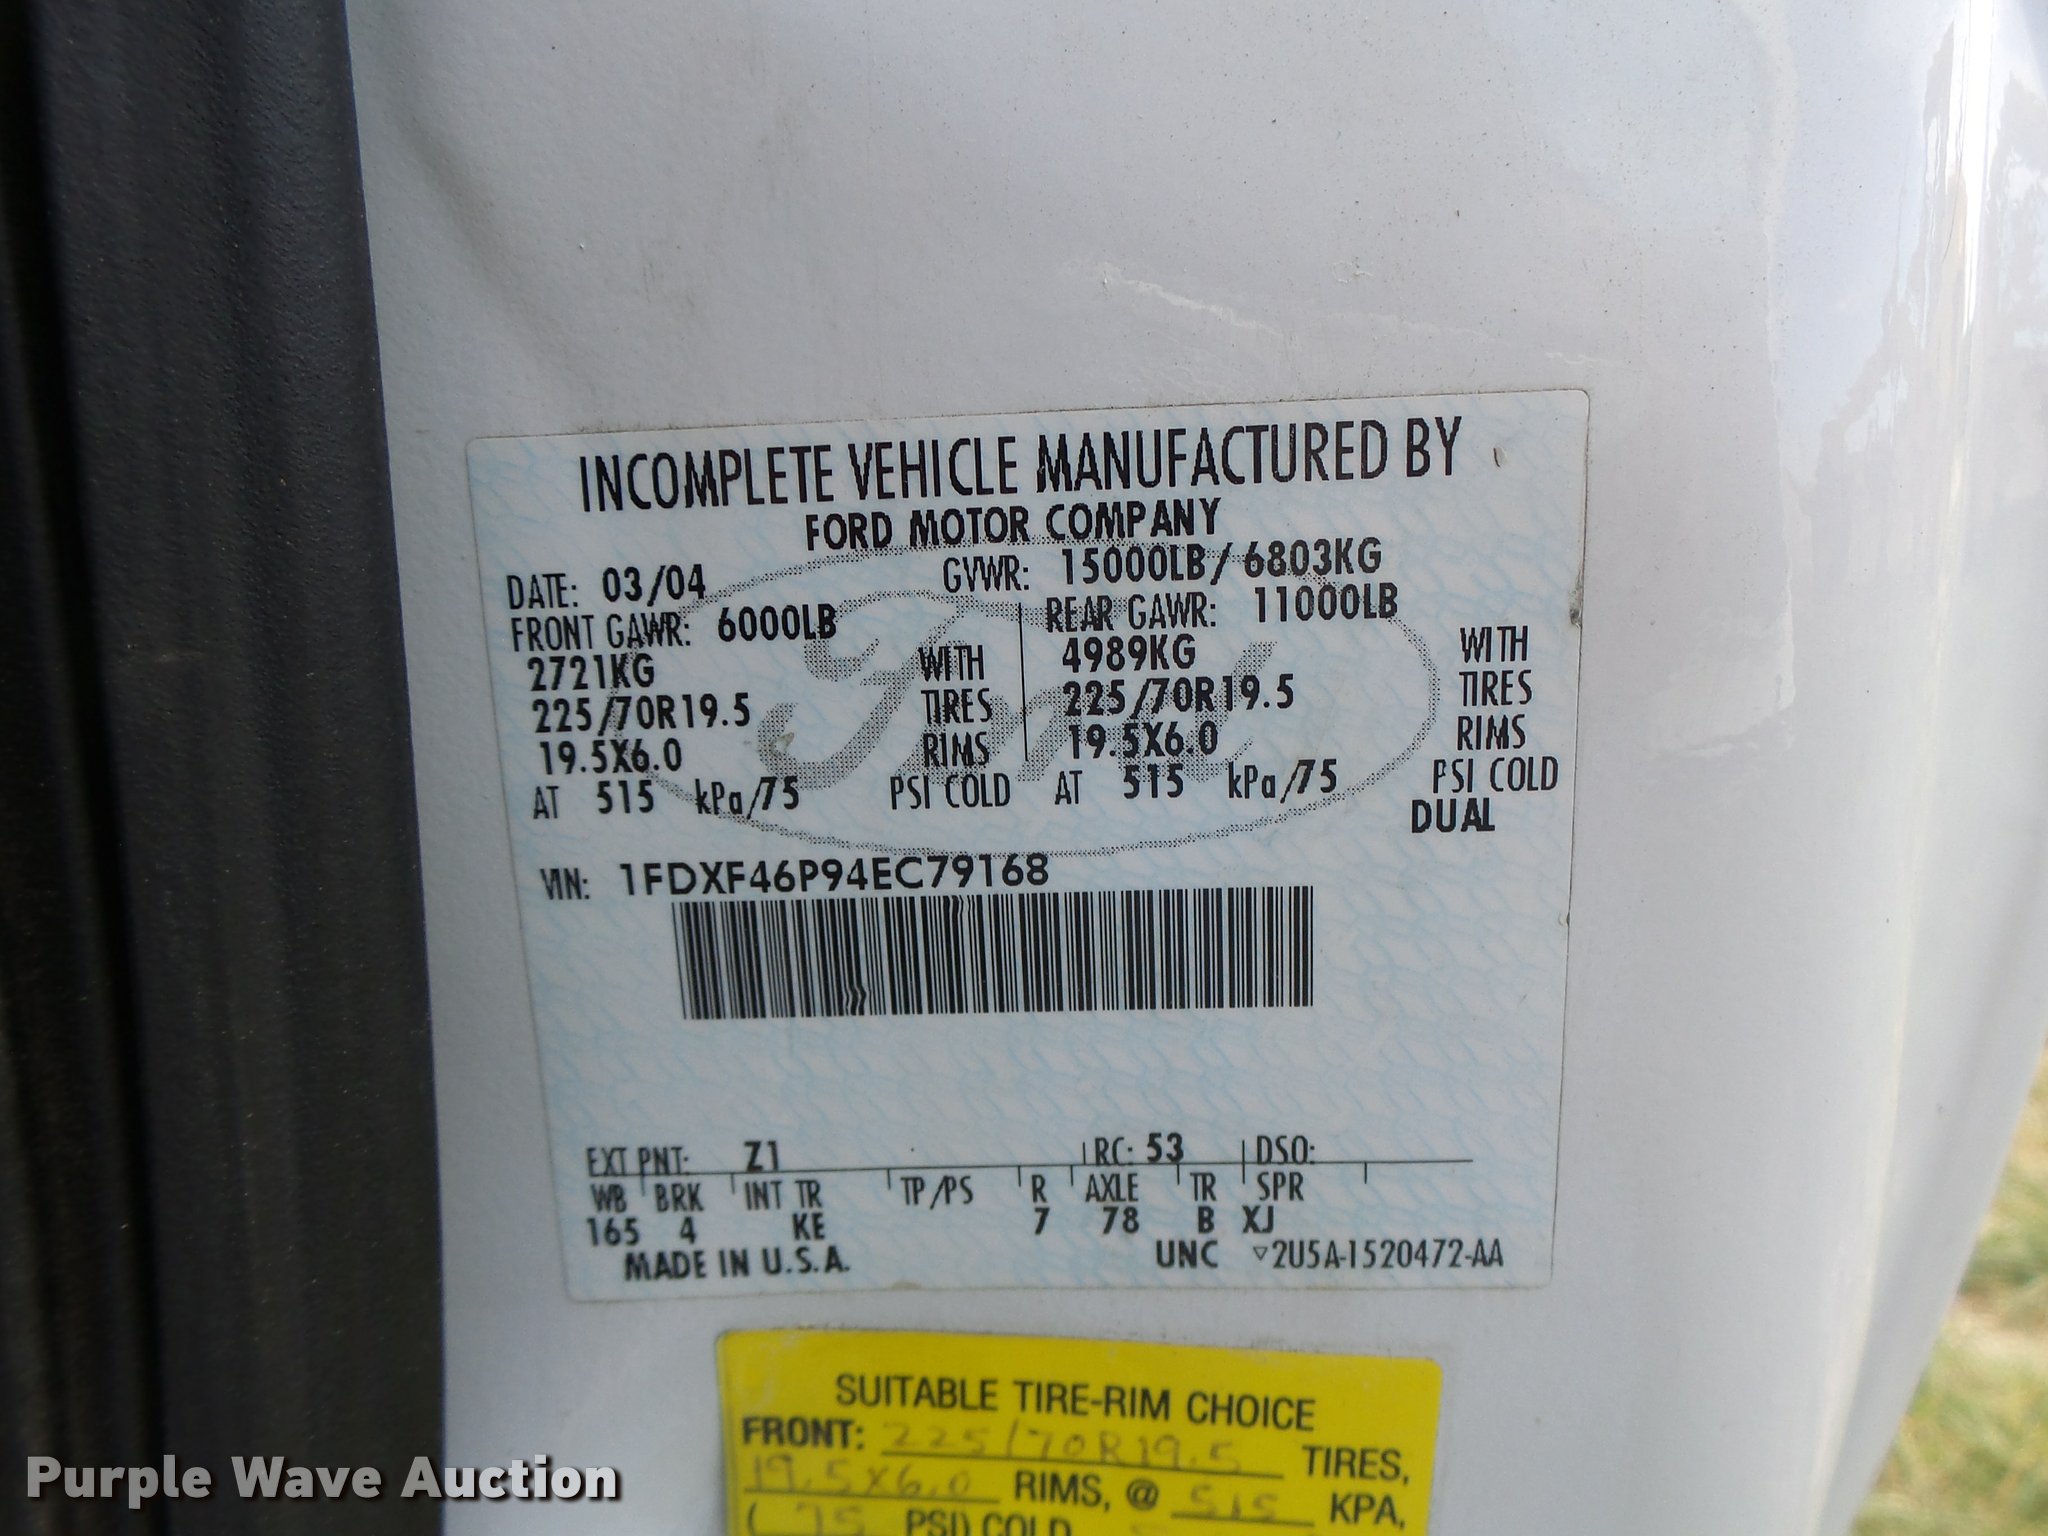 INCOMPLETE VEHICLE MANUFACTURED BY
FORD MOTOR COMPANY
DATE: 03/04 GVWR: 15000LB/ 6803KG
FRONT GAWR: 6000LB REAR GAWR: 11000LB
2721KG WITH 4989KG WITH
225/70R19.5 TIRES 225/70R19.5 TIRES
19.5X6.0 RIMS 19.5X6.0 RIMS
AT 515 kPa/75 PSI COLD AT 515 kPa/75 PSI COLD
DUAL
Ford
VIN: 1FDXF46P94EC79168
EXT PNT: Z1 RC: 53 DSO:
WB BRK INT TR TP/PS R AXLE TR SPR
165 4 KE 7 78 B XJ
MADE IN U.S.A. UNC ▽2U5A-1520472-AA
SUITABLE TIRE-RIM CHOICE
FRONT: 225/70R19.5 TIRES,
19.5X6.0 RIMS, @ 515 KPA,
( 75 PSI) COLD
Purple Wave Auction